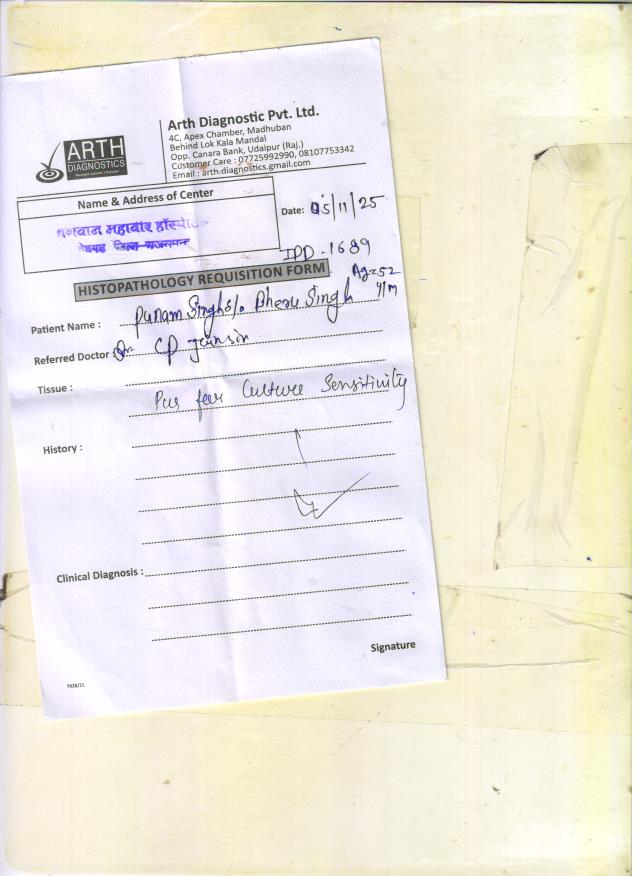 Arth Diagnostic Pvt. Ltd.
4C, Apex Chamber, Madhuban
Behind Lok Kala Mandal
Opp. Canara Bank, Udaipur (Raj.)
Customer Care : 07725992990, 08107753342
Email : arth.diagnostics.gmail.com
ARTH
DIAGNOSTICS
Name & Address of Center
भगवान महावीर हॉस्पीटल
Date: 05/11/25
IPD - 1689
HISTOPATHOLOGY REQUISITION FORM
Age 52
y/m
Patient Name : Punam Singh s/o. Bheru Singh
Referred Doctor : Dr. CP
Tissue :
Pus for Culture Sensitivity
History :
Clinical Diagnosis :
Signature